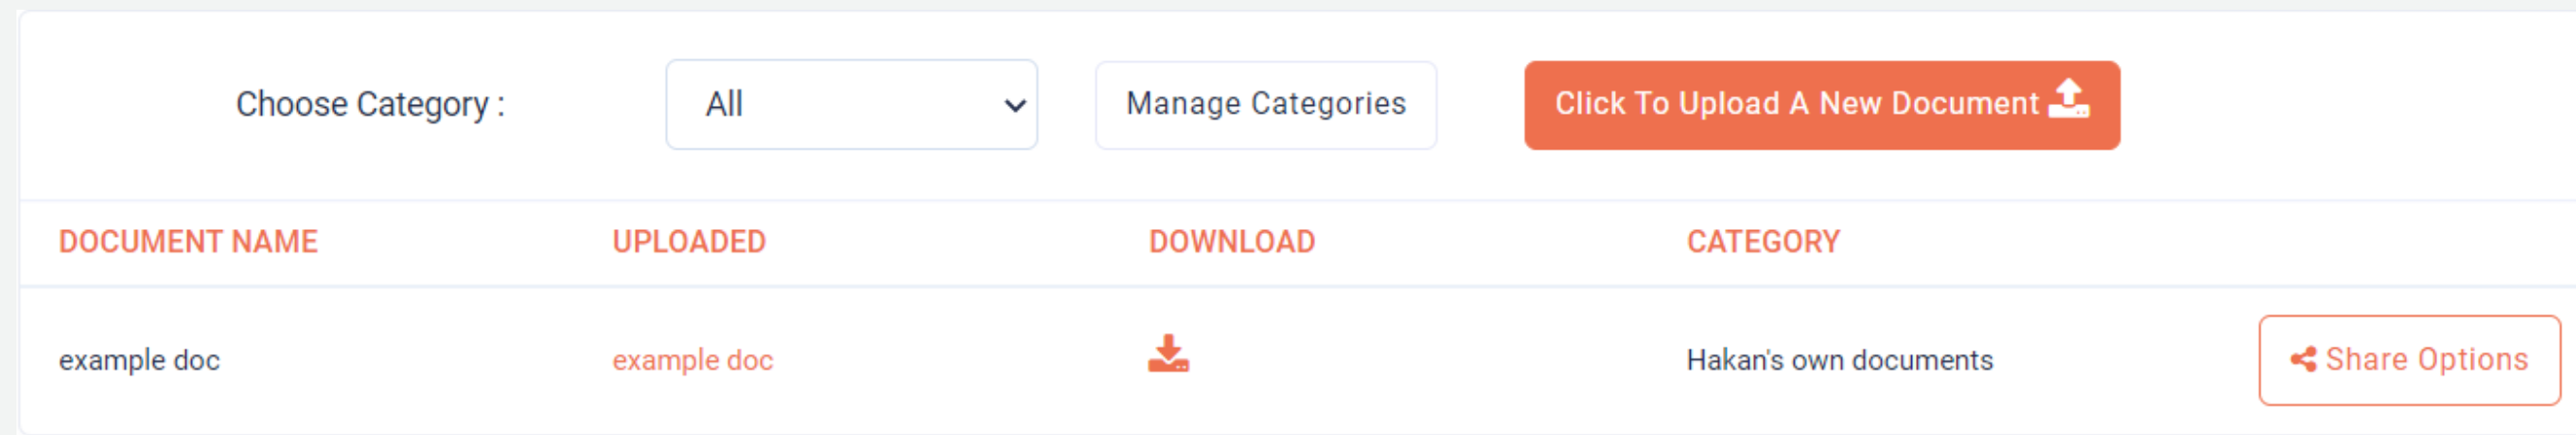 Choose Category : All Manage Categories Click To Upload A New Document
DOCUMENT NAME UPLOADED DOWNLOAD CATEGORY
example doc example doc Hakan's own documents Share Options